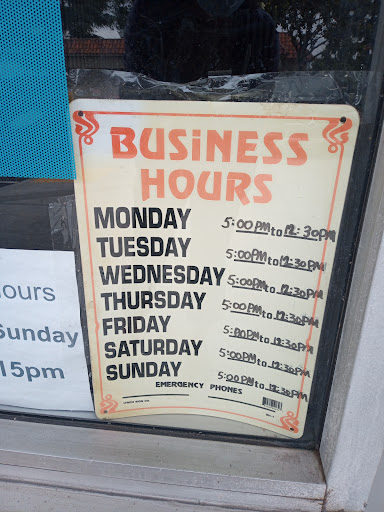 BUSiNESS
HOURS
MONDAY 5:00PM to 12:30PM
TUESDAY 5:00PM to 12:30PM
WEDNESDAY 5:00PM to 12:30PM
THURSDAY 5:00PM to 12:30PM
FRIDAY 5:00PM to 12:30PM
SATURDAY 5:00PM to 12:30PM
SUNDAY 5:00PM to 12:30PM
EMERGENCY PHONES
ours
Sunday
15pm